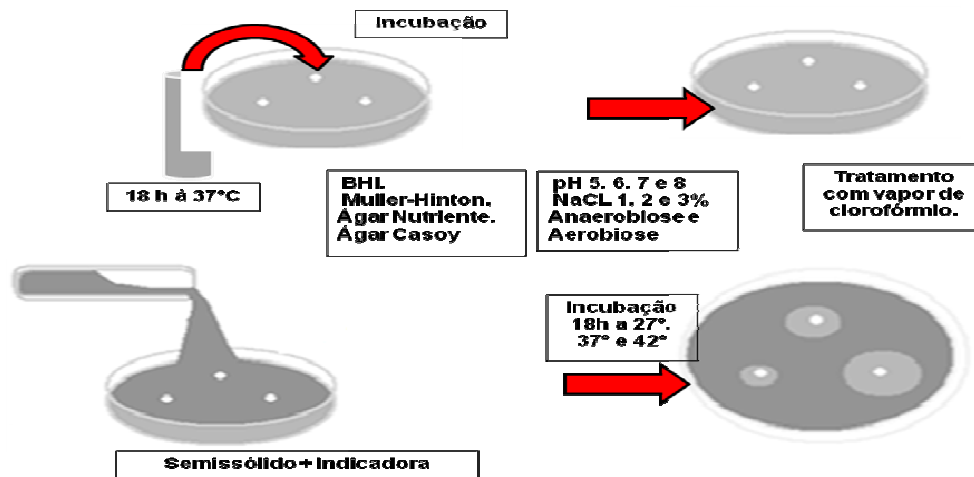 Incubação
18 h à 37°C
BHL
Muller-Hinton.
Ágar Nutriente.
Ágar Casoy
pH 5. 6. 7 e 8
NaCL 1, 2 e 3%
Anaerobiose e
Aerobiose
Tratamento
com vapor de
clorofórmio.
Incubação
18h a 27°.
37° e 42°
Semissólido+Indicadora